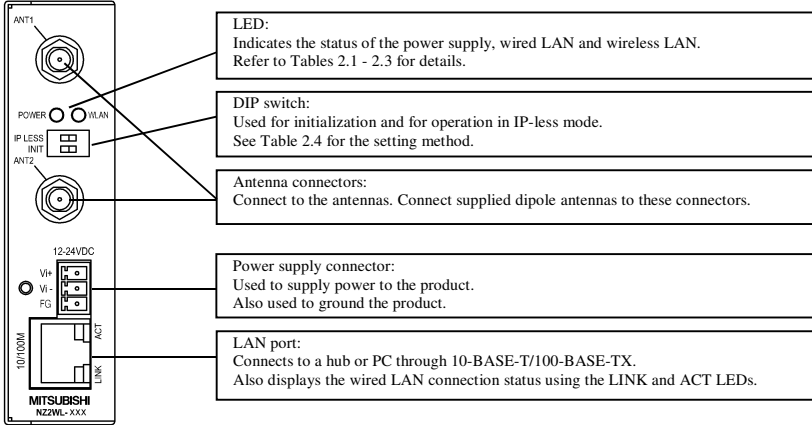 ANT1
POWER
WLAN
IP LESS
INIT
ANT2
12-24VDC
Vi+
Vi -
FG
10/100M
ACT
LINK
MITSUBISHI
NZ2WL- XXX
LED:
Indicates the status of the power supply, wired LAN and wireless LAN.
Refer to Tables 2.1 - 2.3 for details.
DIP switch:
Used for initialization and for operation in IP-less mode.
See Table 2.4 for the setting method.
Antenna connectors:
Connect to the antennas. Connect supplied dipole antennas to these connectors.
Power supply connector:
Used to supply power to the product.
Also used to ground the product.
LAN port:
Connects to a hub or PC through 10-BASE-T/100-BASE-TX.
Also displays the wired LAN connection status using the LINK and ACT LEDs.